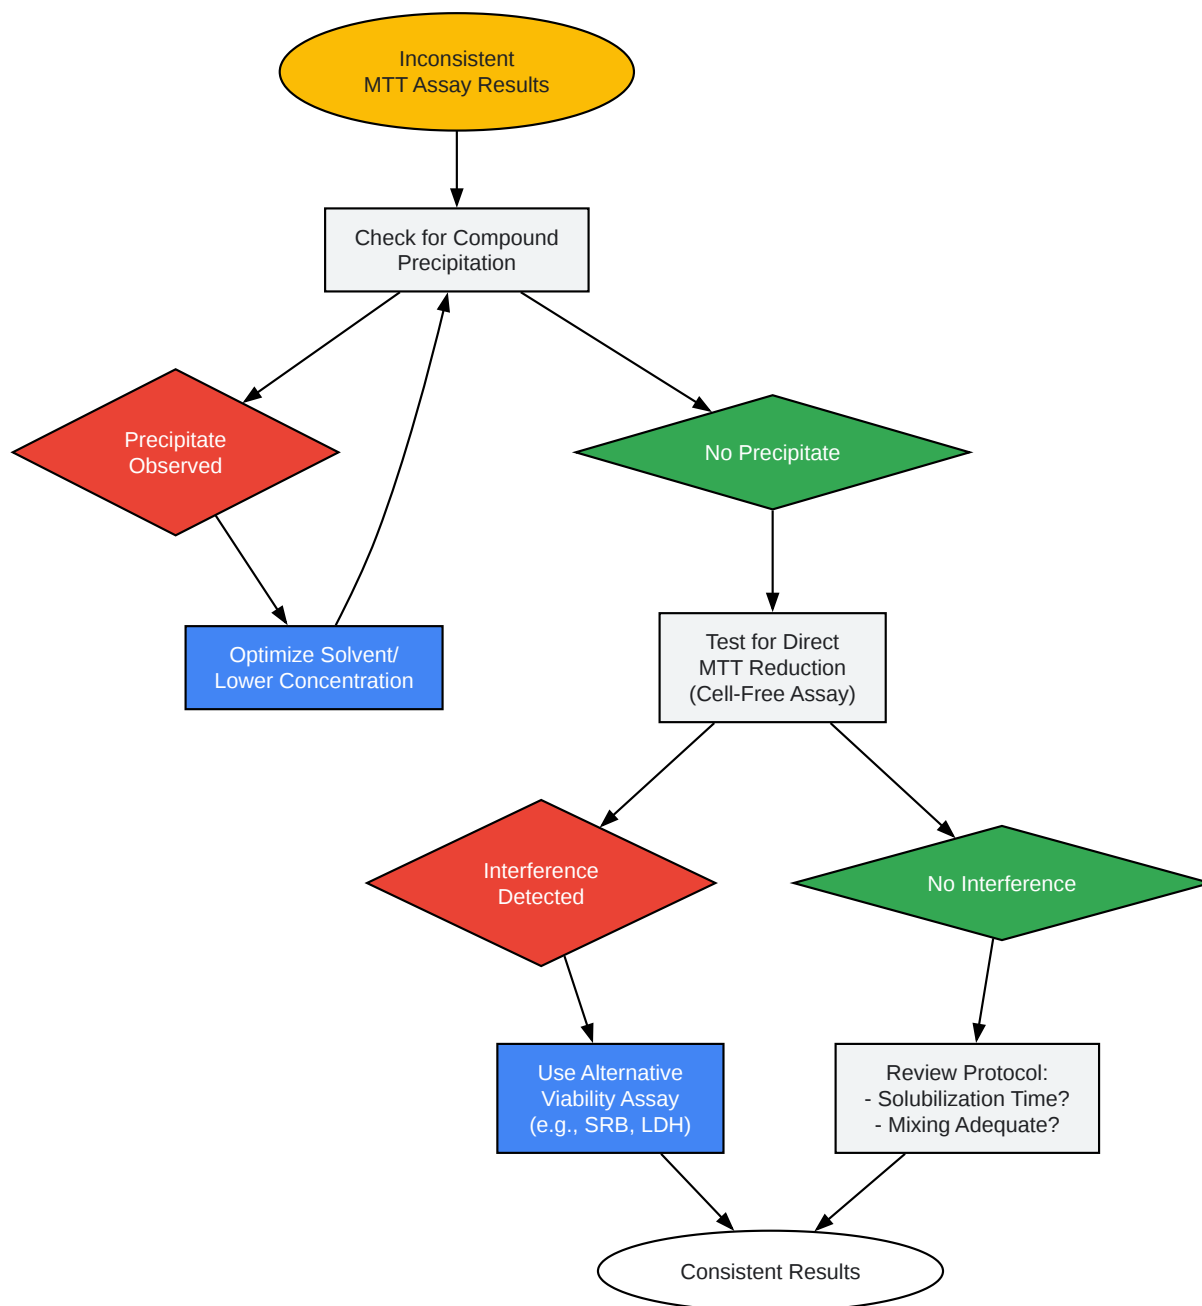 Inconsistent
MTT Assay Results
Check for Compound
Precipitation
Precipitate
Observed
No Precipitate
Optimize Solvent/
Lower Concentration
Test for Direct
MTT Reduction
(Cell-Free Assay)
Interference
Detected
No Interference
Use Alternative
Viability Assay
(e.g., SRB, LDH)
Review Protocol:
- Solubilization Time?
- Mixing Adequate?
Consistent Results